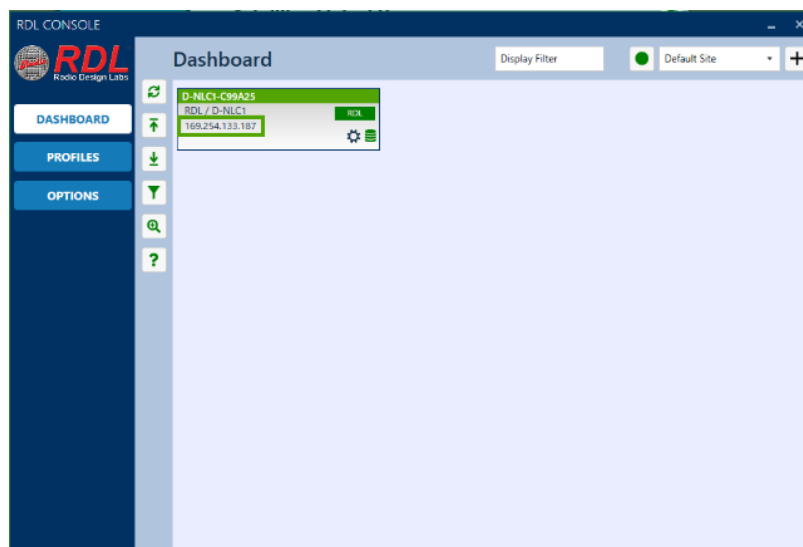 RDL CONSOLE
RDL
Radio Design Labs
Dashboard
Display Filter
Default Site
DASHBOARD
PROFILES
OPTIONS
D-NLC1-C99A25
RDL / D-NLC1
RDL
169.254.133.187